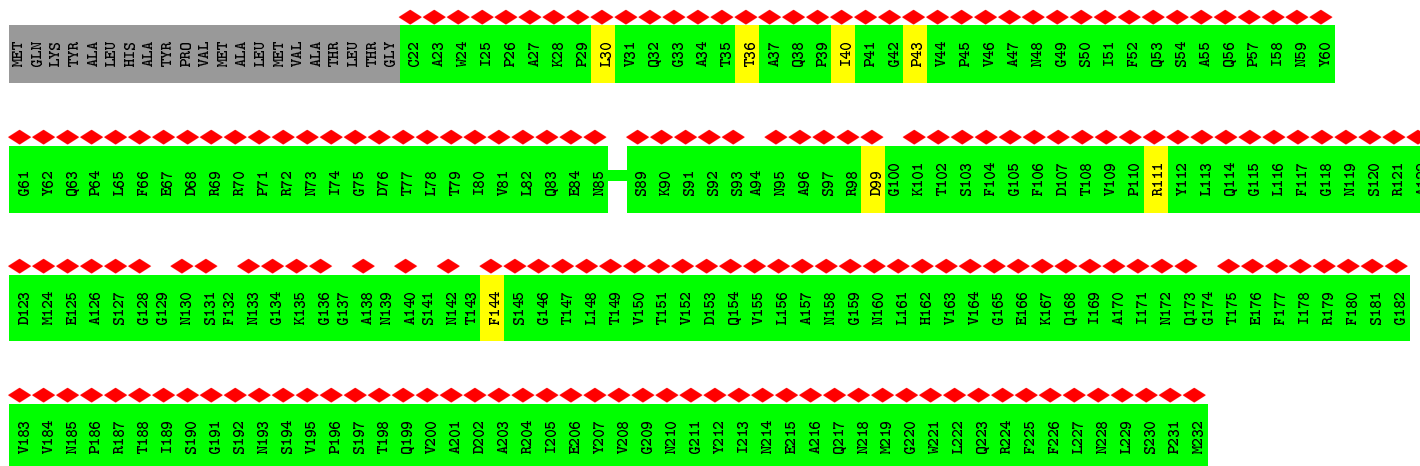 MET GLN LYS TYR ALA LEU HIS ALA TYR PRO VAL MET ALA LEU MET VAL ALA THR LEU THR GLY C22 A23 W24 I25 P26 A27 K28 P29 L30 V31 Q32 G33 A34 T35 T36 A37 Q38 P39 I40 P41 G42 P43 V44 P45 V46 A47 N48 G49 S50 I51 F52 Q53 S54 A55 Q56 P57 I58 N59 Y60
G61 Y62 Q63 P64 L65 F66 E67 D68 R69 R70 P71 R72 N73 I74 G75 D76 T77 L78 T79 I80 V81 L82 Q83 E84 N85 S89 K90 S91 S92 S93 A94 N95 A96 S97 R98 D99 G100 K101 T102 S103 F104 G105 F106 D107 T108 V109 P110 R111 Y112 L113 Q114 G115 L116 F117 G118 N119 S120 R121 A122
D123 M124 E125 A126 S127 G128 G129 N130 S131 F132 N133 G134 K135 G136 G137 A138 N139 A140 S141 N142 T143 F144 S145 G146 T147 L148 T149 V150 T151 V152 D153 Q154 V155 L156 A157 N158 G159 N160 L161 H162 V163 V164 G165 E166 K167 Q168 I169 A170 I171 N172 Q173 G174 T175 E176 F177 I178 R179 F180 S181 G182
V183 V184 N185 P186 R187 T188 I189 S190 G191 S192 N193 S194 V195 P196 S197 T198 Q199 V200 A201 D202 A203 R204 I205 E206 Y207 V208 G209 N210 G211 Y212 I213 N214 E215 A216 Q217 N218 M219 G220 W221 L222 Q223 R224 F225 F226 L227 N228 L229 S230 P231 M232